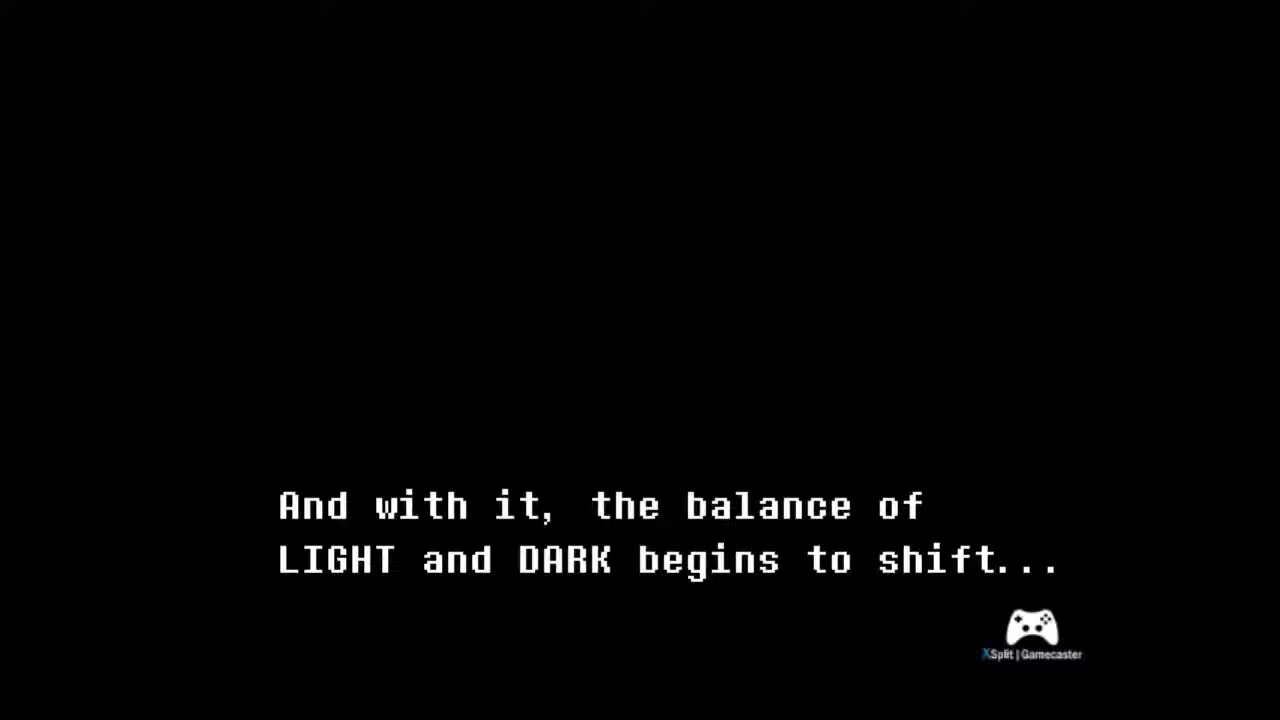 And with it, the balance of
LIGHT and DARK begins to shift...
XSplit | Gamecaster